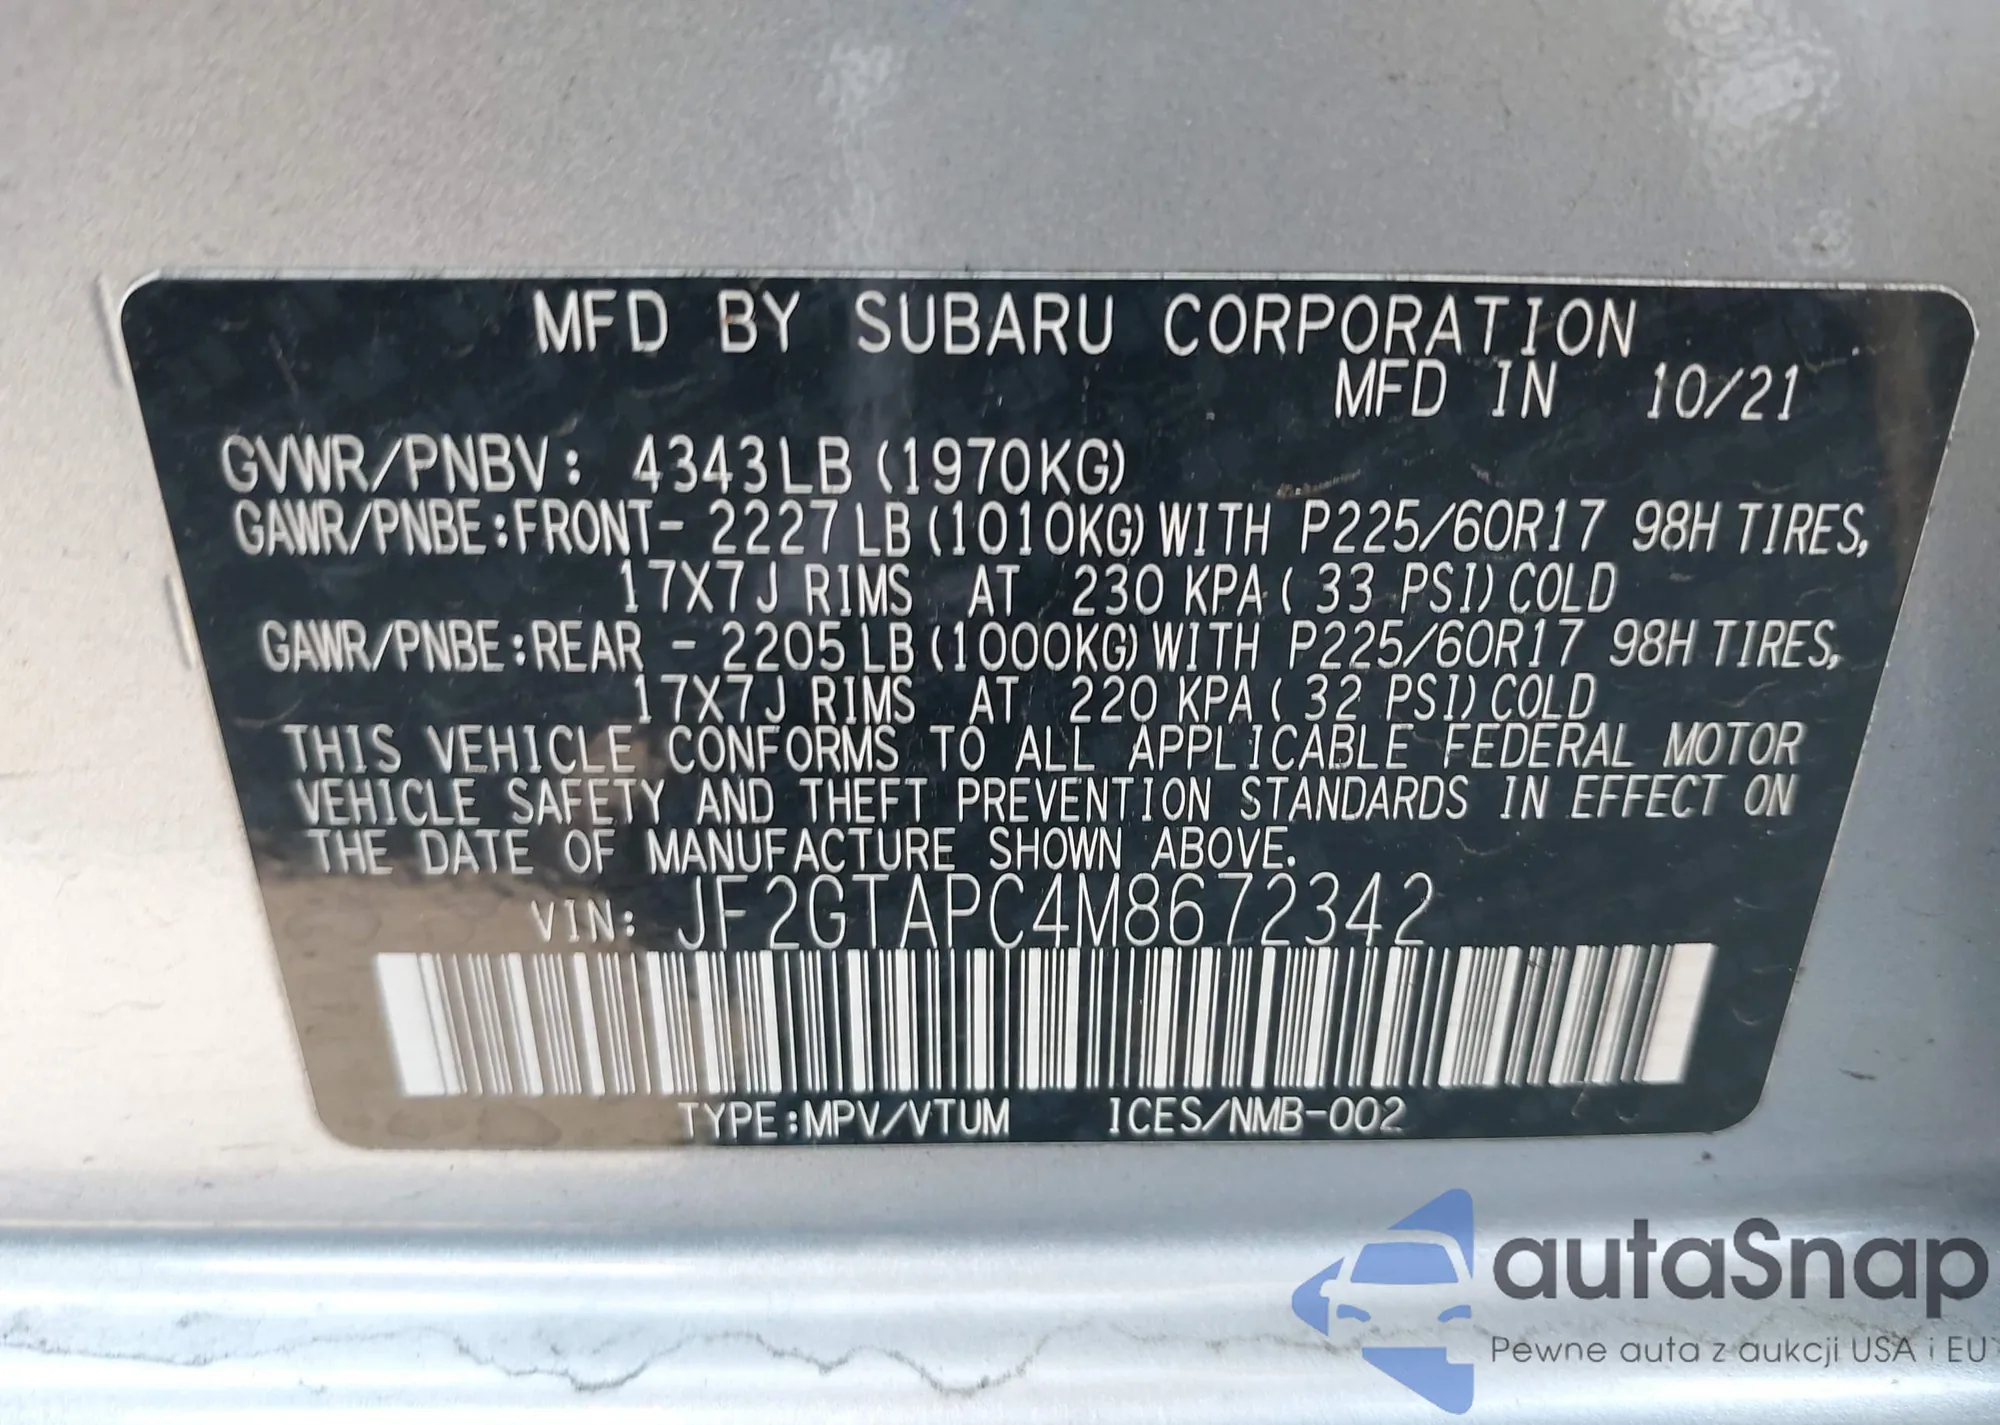 MFD BY SUBARU CORPORATION
MFD IN 10/21
GVWR/PNBV: 4343LB (1970KG)
GAWR/PNBE:FRONT- 2227LB (1010KG) WITH P225/60R17 98H TIRES,
17X7J RIMS AT 230 KPA ( 33 PSI) COLD
GAWR/PNBE:REAR - 2205LB (1000KG) WITH P225/60R17 98H TIRES,
17X7J RIMS AT 220 KPA ( 32 PSI) COLD
THIS VEHICLE CONFORMS TO ALL APPLICABLE FEDERAL MOTOR
VEHICLE SAFETY AND THEFT PREVENTION STANDARDS IN EFFECT ON
THE DATE OF MANUFACTURE SHOWN ABOVE.
VIN: JF2GTAPC4M8672342
TYPE:MPV/VTUM ICES/NMB-002
autaSnap
Pewne auta z aukcji USA i EU